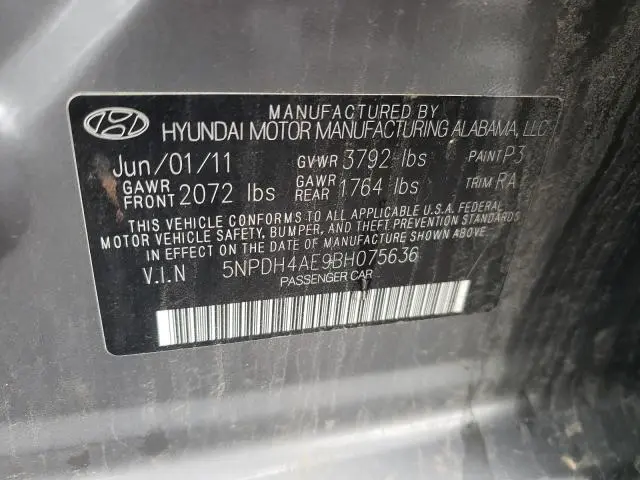 MANUFACTURED BY
HYUNDAI MOTOR MANUFACTURING ALABAMA, LLC
Jun/01/11 GVWR 3792 lbs PAINT P3
GAWR FRONT 2072 lbs GAWR REAR 1764 lbs TRIM RA
THIS VEHICLE CONFORMS TO ALL APPLICABLE U.S.A. FEDERAL
MOTOR VEHICLE SAFETY, BUMPER, AND THEFT PREVENTION STANDARDS
IN EFFECT ON THE DATE OF MANUFACTURE SHOWN ABOVE.
V.I.N 5NPDH4AE9BH075636
PASSENGER CAR